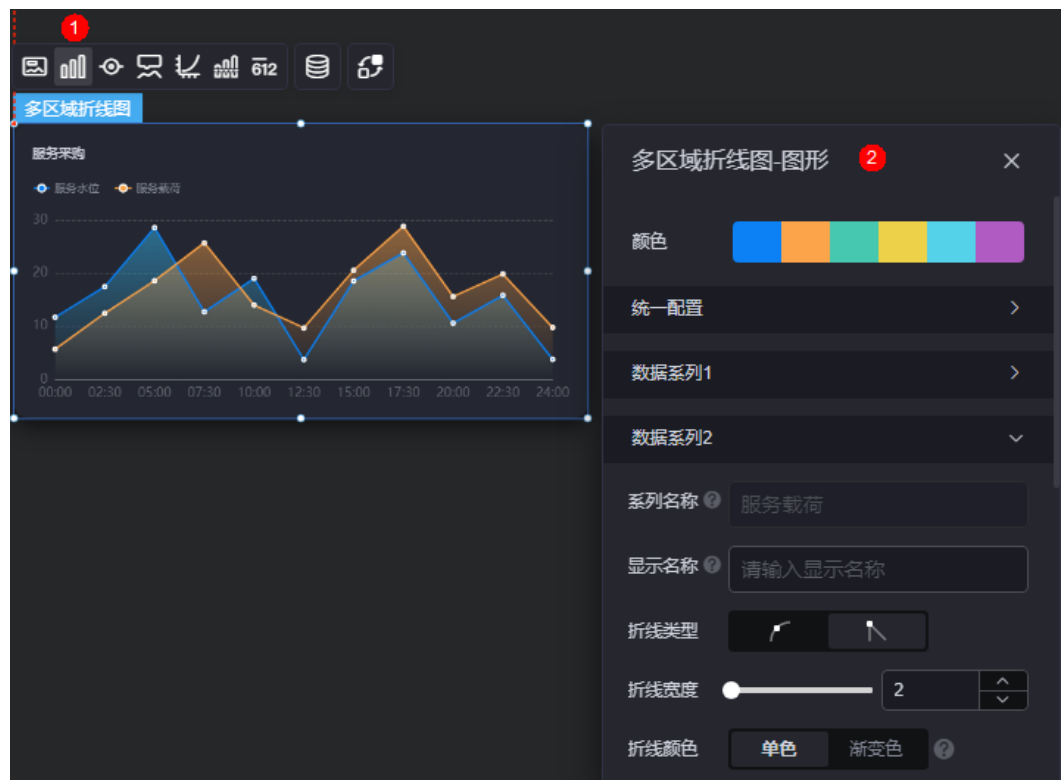 1
612
多区域折线图
服务采购
服务水位 服务载荷
30
20
10
0
00:00 02:30 05:00 07:30 10:00 12:30 15:00 17:30 20:00 22:30 24:00
多区域折线图-图形 2
颜色
统一配置
数据系列1
数据系列2
系列名称 ? 服务载荷
显示名称 ? 请输入显示名称
折线类型
折线宽度 2
折线颜色 单色 渐变色 ?